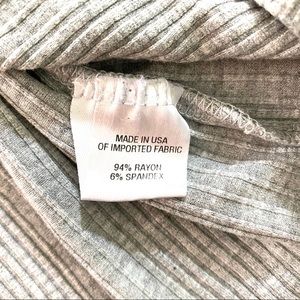 MADE IN USA
OF IMPORTED FABRIC
94% RAYON
6% SPANDEX